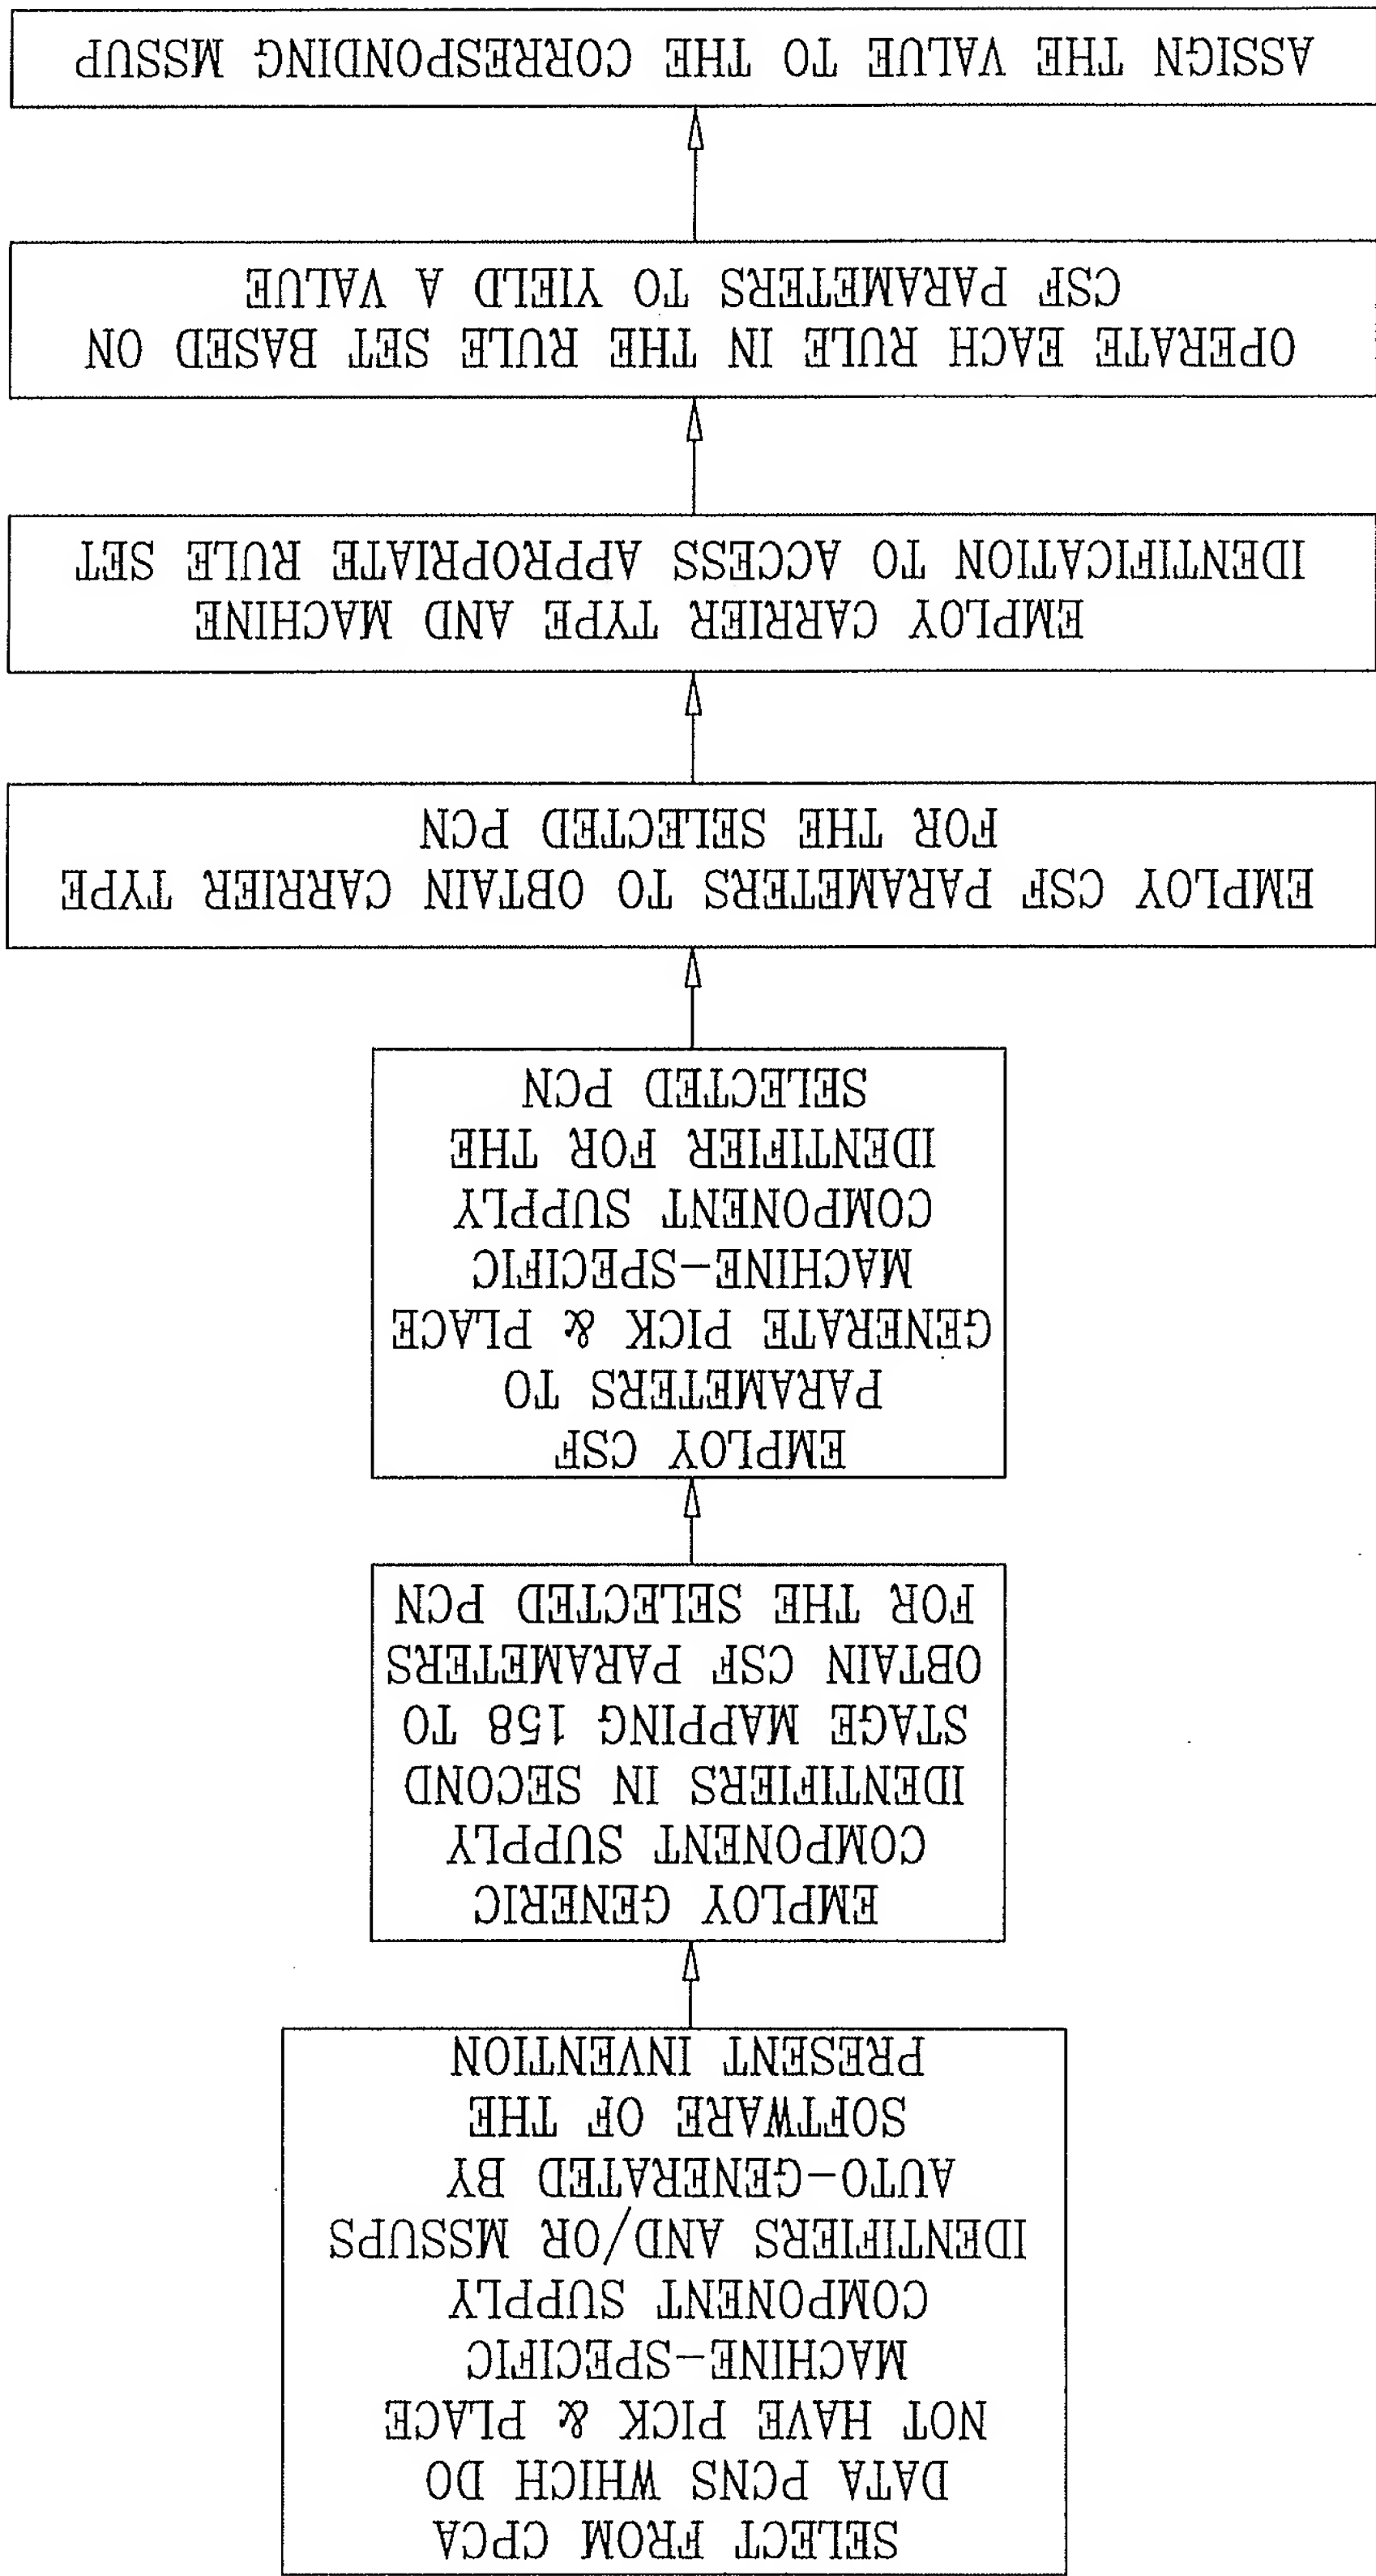 SELECT FROM CPCA
DATA PCNS WHICH DO
NOT HAVE PICK & PLACE
MACHINE-SPECIFIC
COMPONENT SUPPLY
IDENTIFIERS AND/OR MSSUPS
AUTO-GENERATED BY
SOFTWARE OF THE
PRESENT INVENTION
EMPLOY GENERIC
COMPONENT SUPPLY
IDENTIFIERS IN SECOND
STAGE MAPPING 158 TO
OBTAIN CSF PARAMETERS
FOR THE SELECTED PCN
EMPLOY CSF
PARAMETERS TO
GENERATE PICK & PLACE
MACHINE-SPECIFIC
COMPONENT SUPPLY
IDENTIFIER FOR THE
SELECTED PCN
EMPLOY CSF PARAMETERS TO OBTAIN CARRIER TYPE
FOR THE SELECTED PCN
EMPLOY CARRIER TYPE AND MACHINE
IDENTIFICATION TO ACCESS APPROPRIATE RULE SET
OPERATE EACH RULE IN THE RULE SET BASED ON
CSF PARAMETERS TO YIELD A VALUE
ASSIGN THE VALUE TO THE CORRESPONDING MSSUP